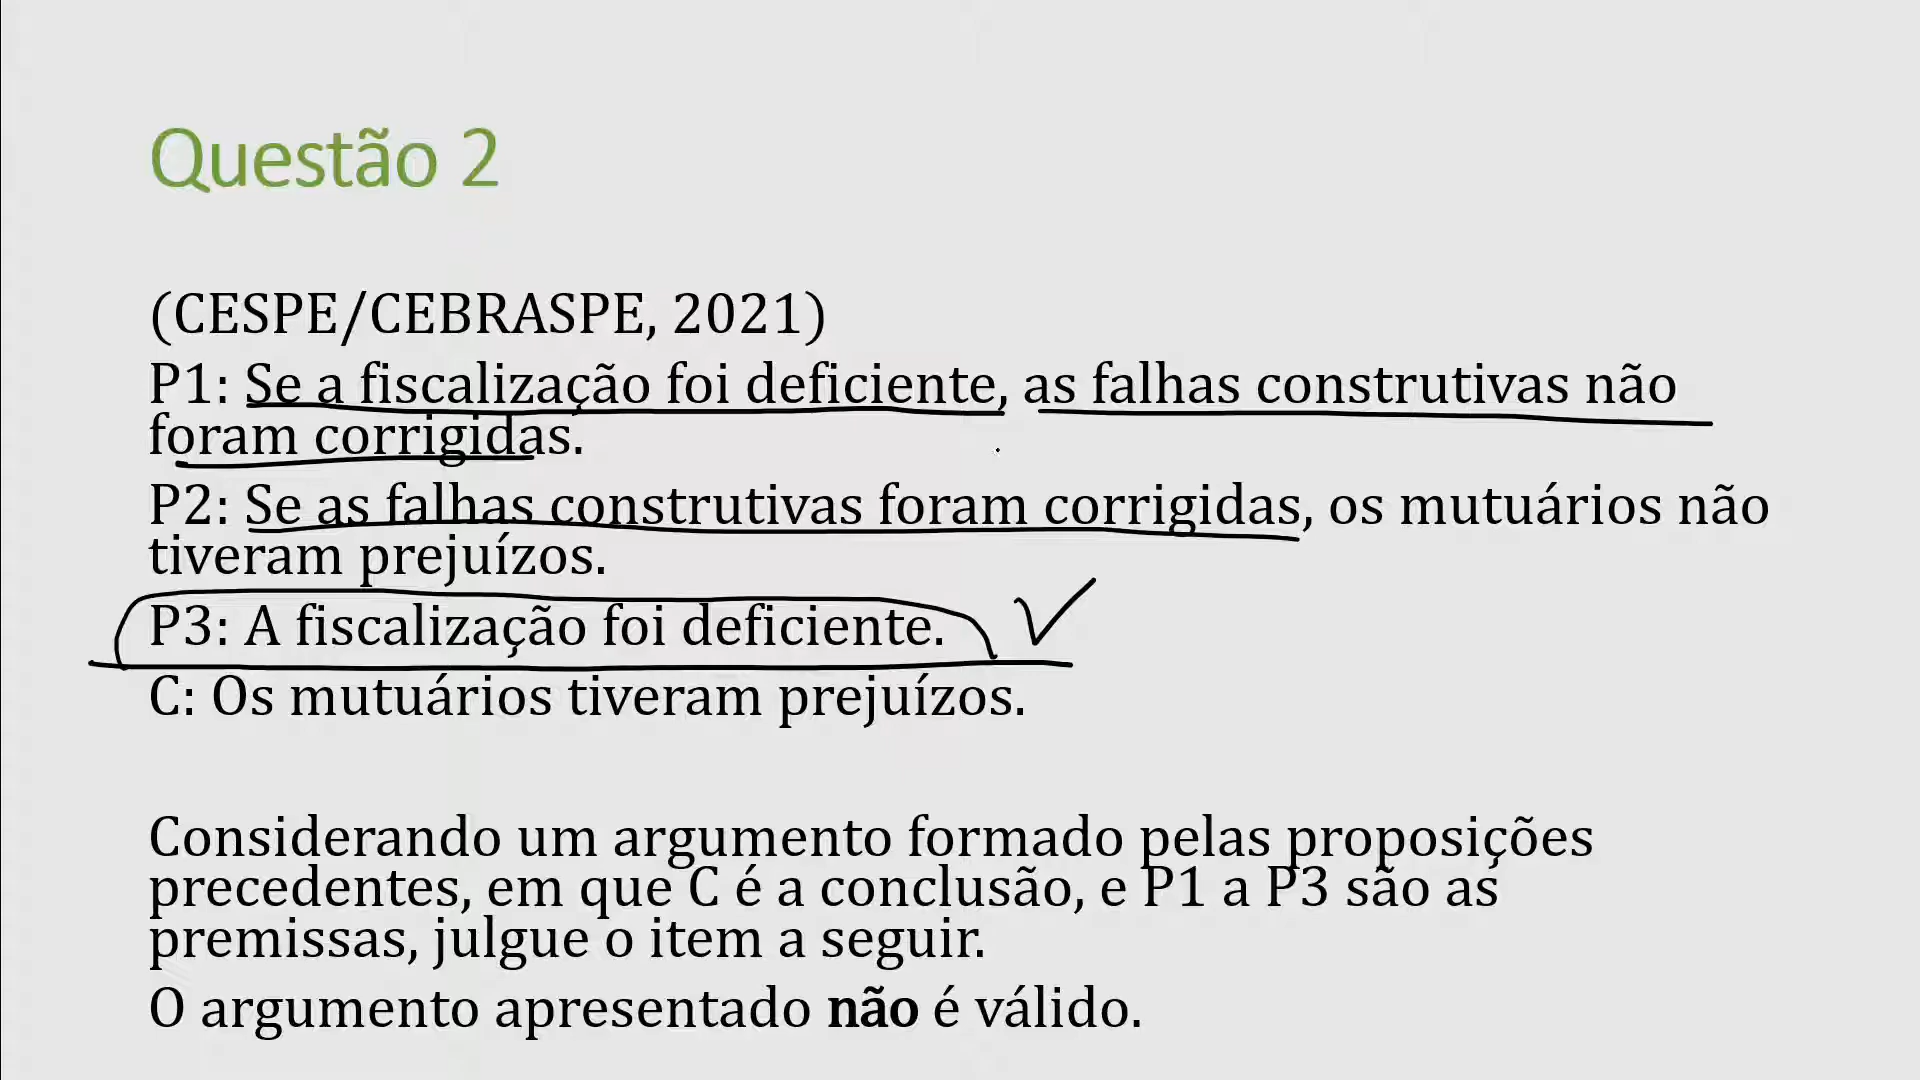 Questão 2
(CESPE/CEBRASPE, 2021)
P1: Se a fiscalização foi deficiente, as falhas construtivas não
foram corrigidas.
P2: Se as falhas construtivas foram corrigidas, os mutuários não
tiveram prejuízos.
P3: A fiscalização foi deficiente.
C: Os mutuários tiveram prejuízos.
Considerando um argumento formado pelas proposições
precedentes, em que C é a conclusão, e P1 a P3 são as
premissas, julgue o item a seguir.
O argumento apresentado não é válido.